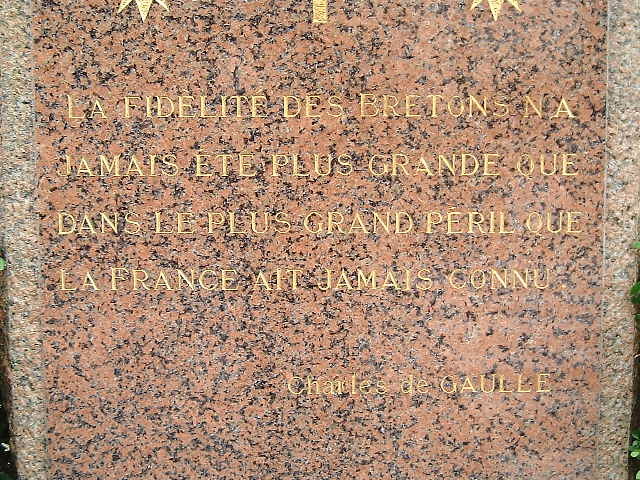 LA FIDÉLITÉ DES BRETONS N'A
JAMAIS ÉTÉ PLUS GRANDE QUE
DANS LE PLUS GRAND PÉRIL QUE
LA FRANCE AIT JAMAIS CONNU.
Charles de GAULLE